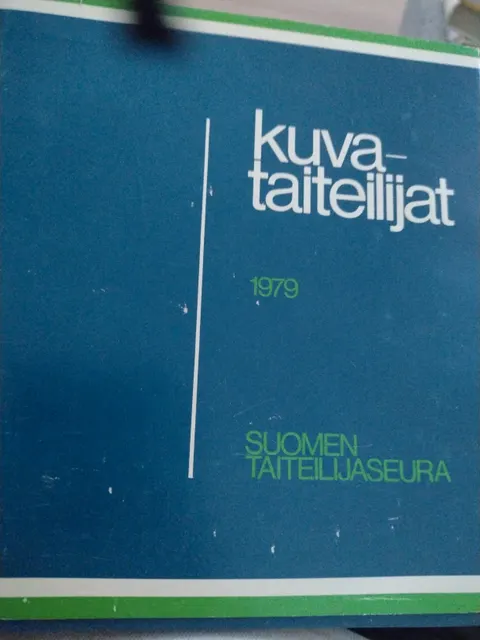 kuva-
taiteilijat
1979
SUOMEN
TAITEILIJASEURA